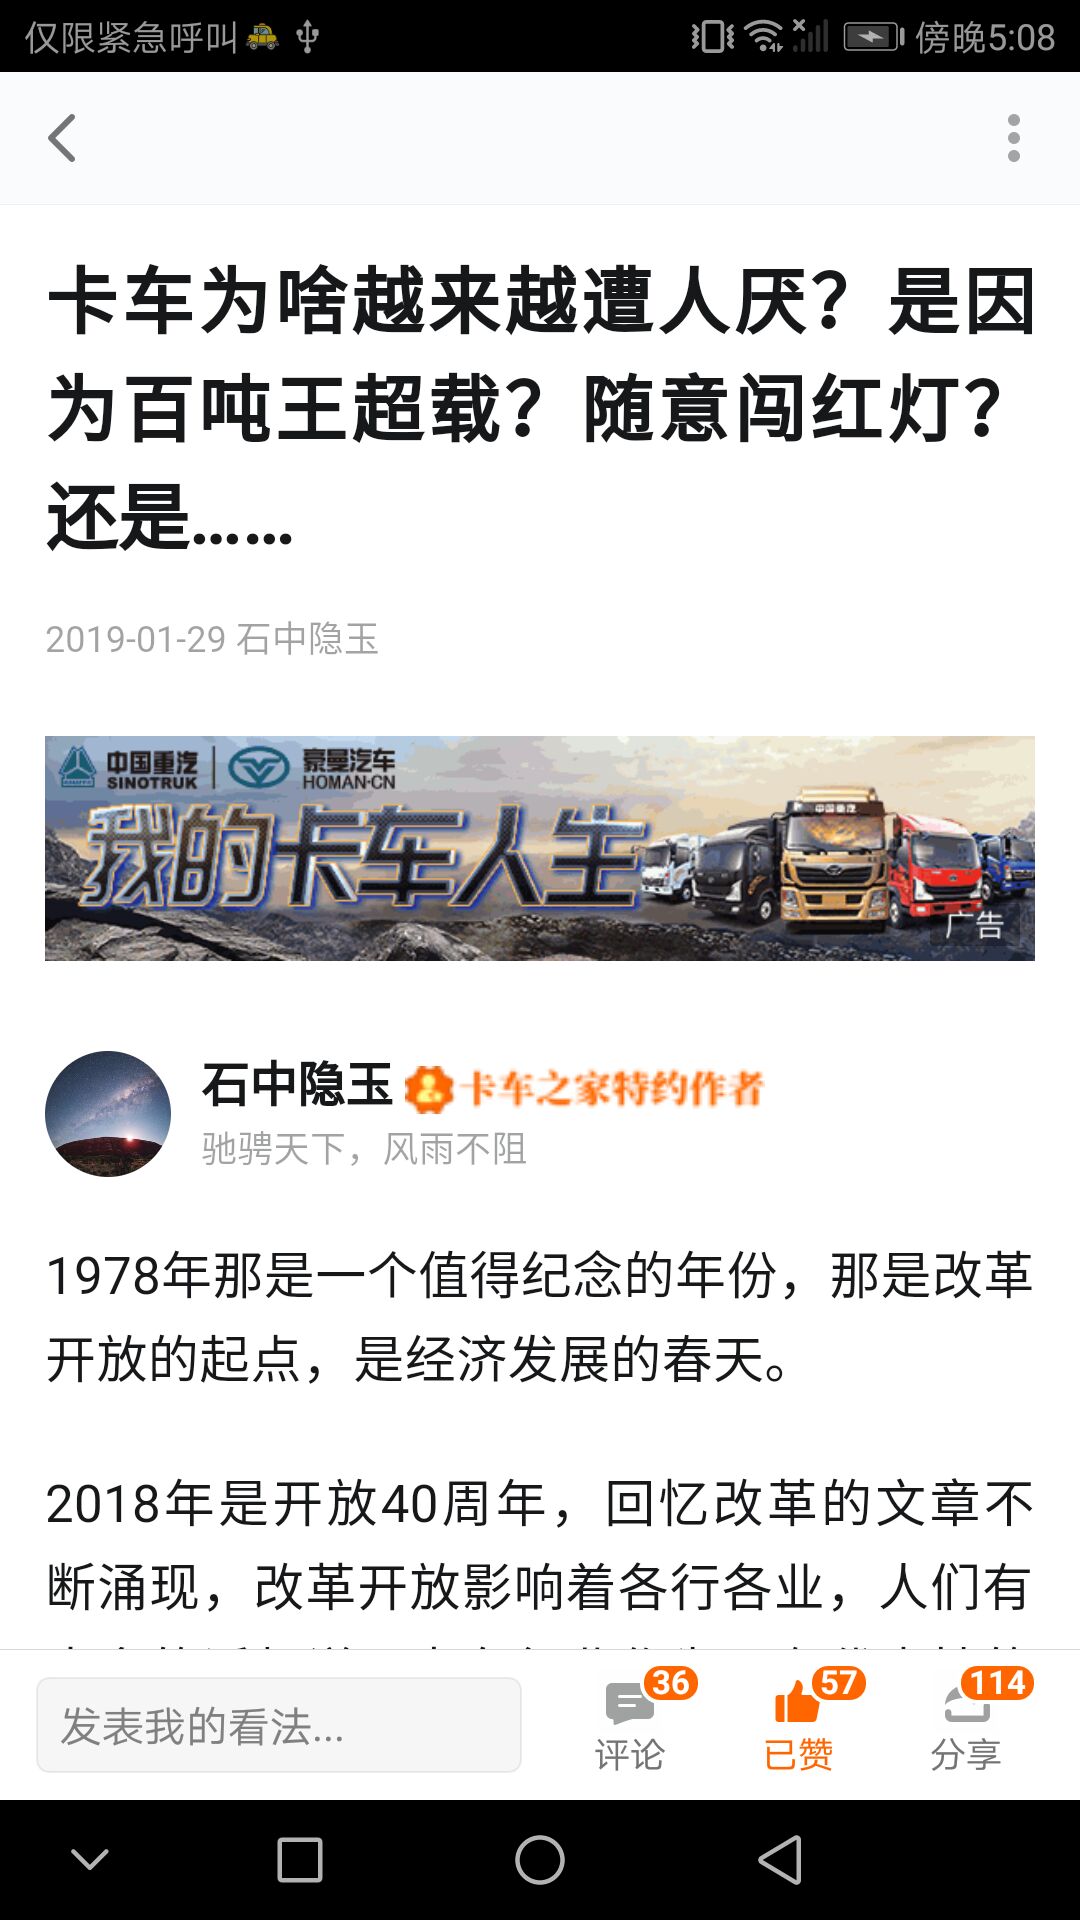 仅限紧急呼叫
傍晚5:08
卡车为啥越来越遭人厌？是因
为百吨王超载？随意闯红灯？
还是……
2019-01-29 石中隐玉
中国重汽
SINOTRUK
豪曼汽车
HOMAN·CN
我的卡车人生
中国重汽
广告
石中隐玉
卡车之家特约作者
驰骋天下，风雨不阻
1978年那是一个值得纪念的年份，那是改革
开放的起点，是经济发展的春天。
2018年是开放40周年，回忆改革的文章不
断涌现，改革开放影响着各行各业，人们有
发表我的看法...
36
评论
57
已赞
114
分享